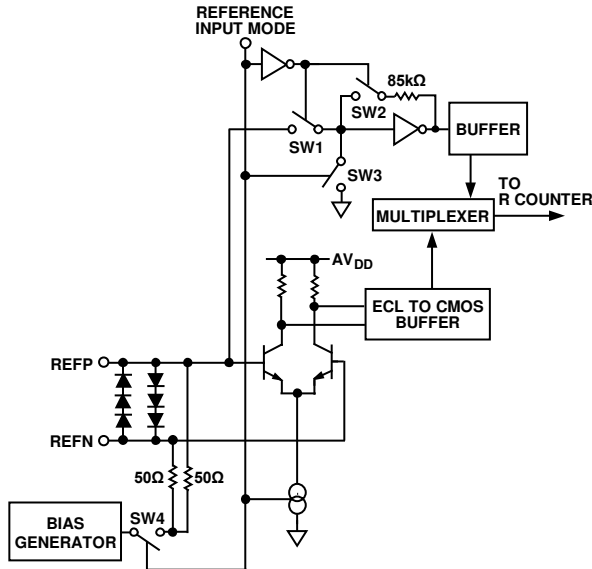 REFERENCE
INPUT MODE
85kΩ
SW2
BUFFER
SW1
SW3
TO
R COUNTER
MULTIPLEXER
AVDD
ECL TO CMOS
BUFFER
REFP
REFN
50Ω
50Ω
BIAS
GENERATOR
SW4